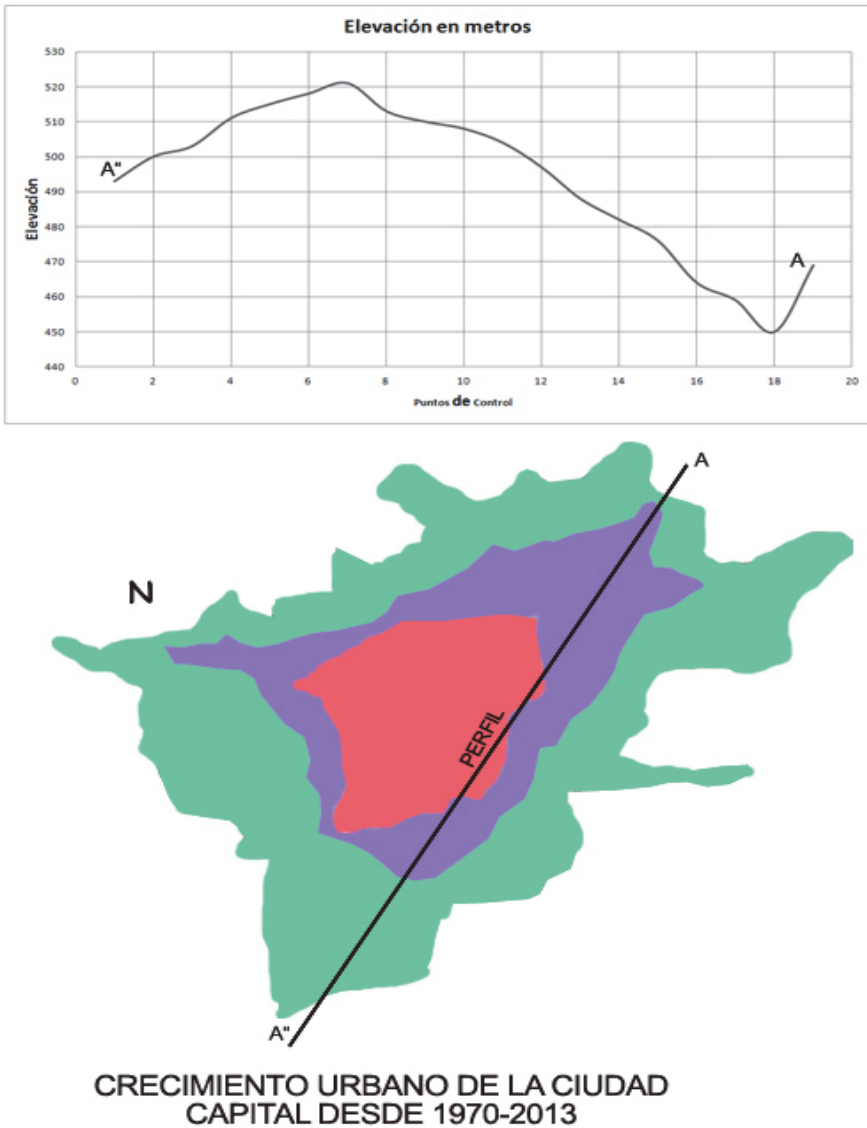 Elevación en metros
530
520
510
500
490
480
470
460
450
440
Elevación
A"
A
0 2 4 6 8 10 12 14 16 18 20
Puntos de Control
A
N
PERFIL
A"
CRECIMIENTO URBANO DE LA CIUDAD
CAPITAL DESDE 1970-2013